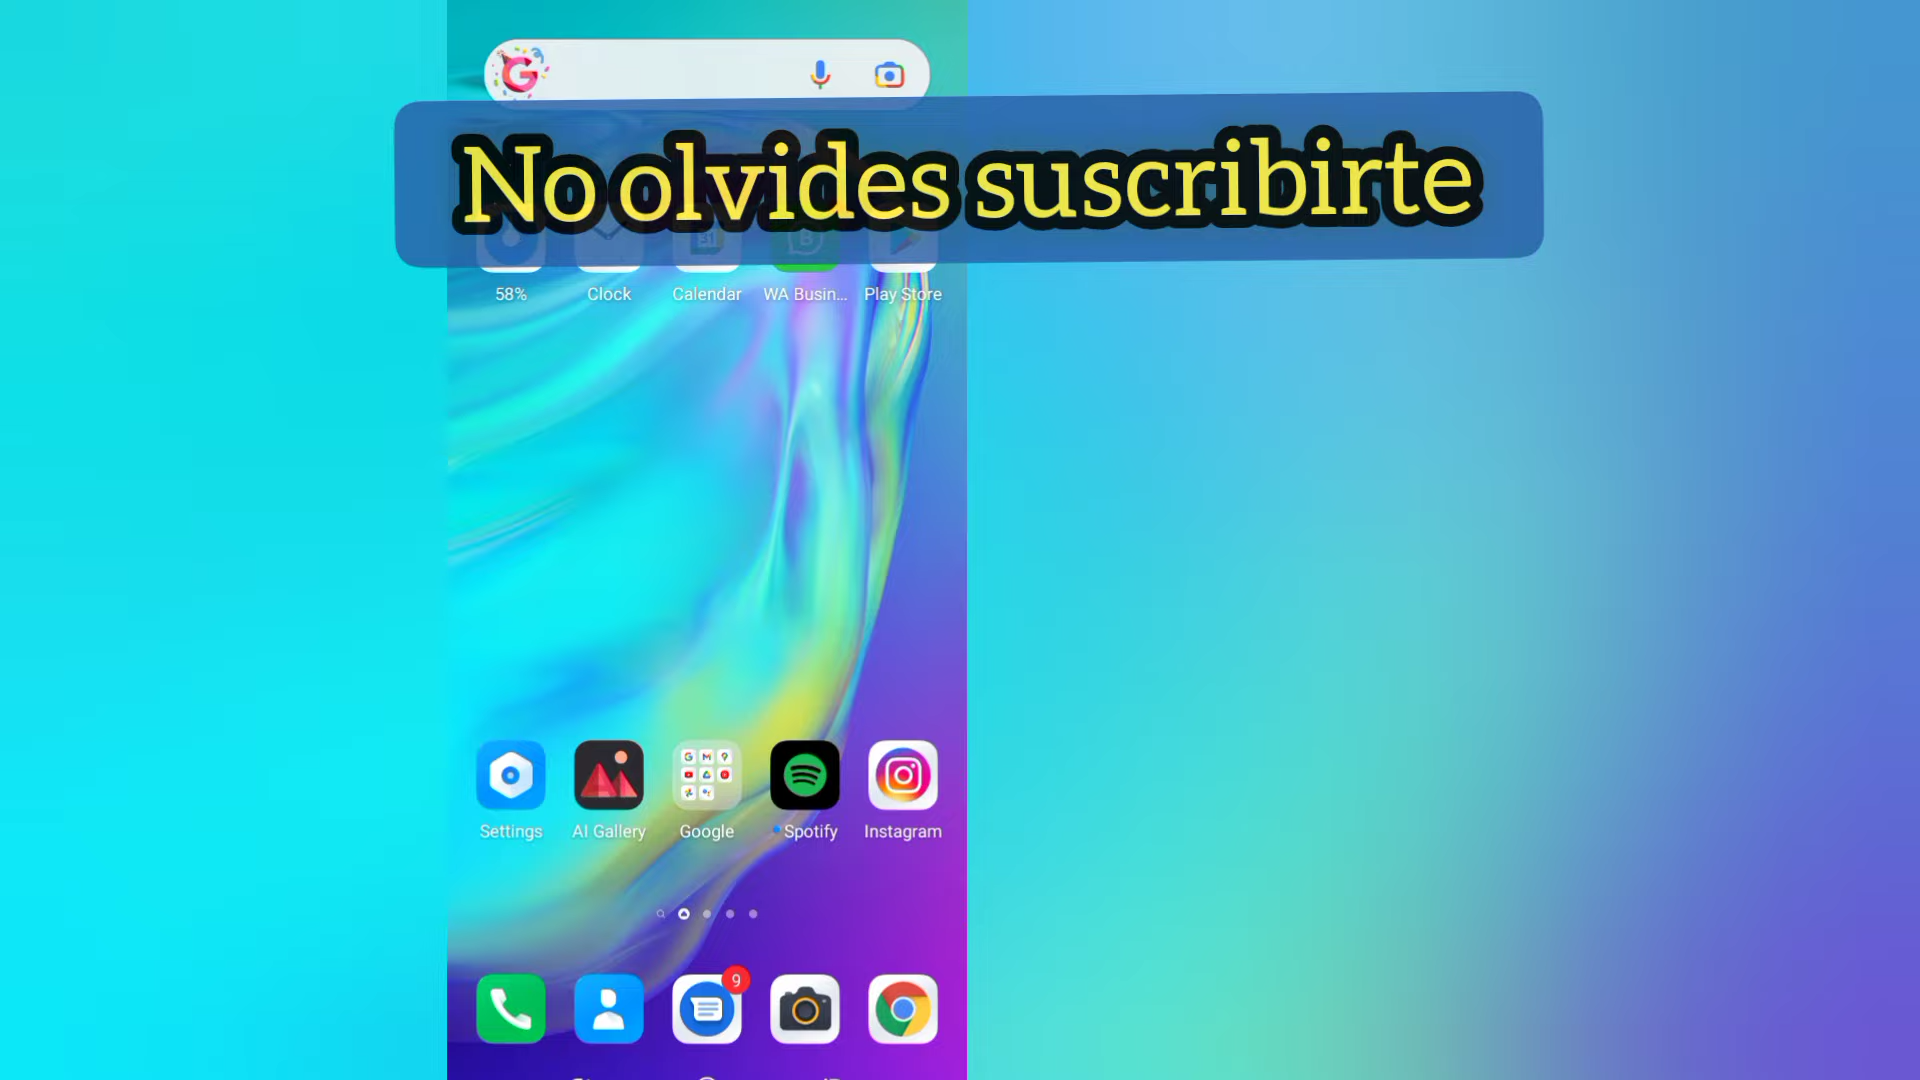 No olvides suscribirte
58% Clock Calendar WA Busin... Play Store
Settings AI Gallery Google Spotify Instagram
9